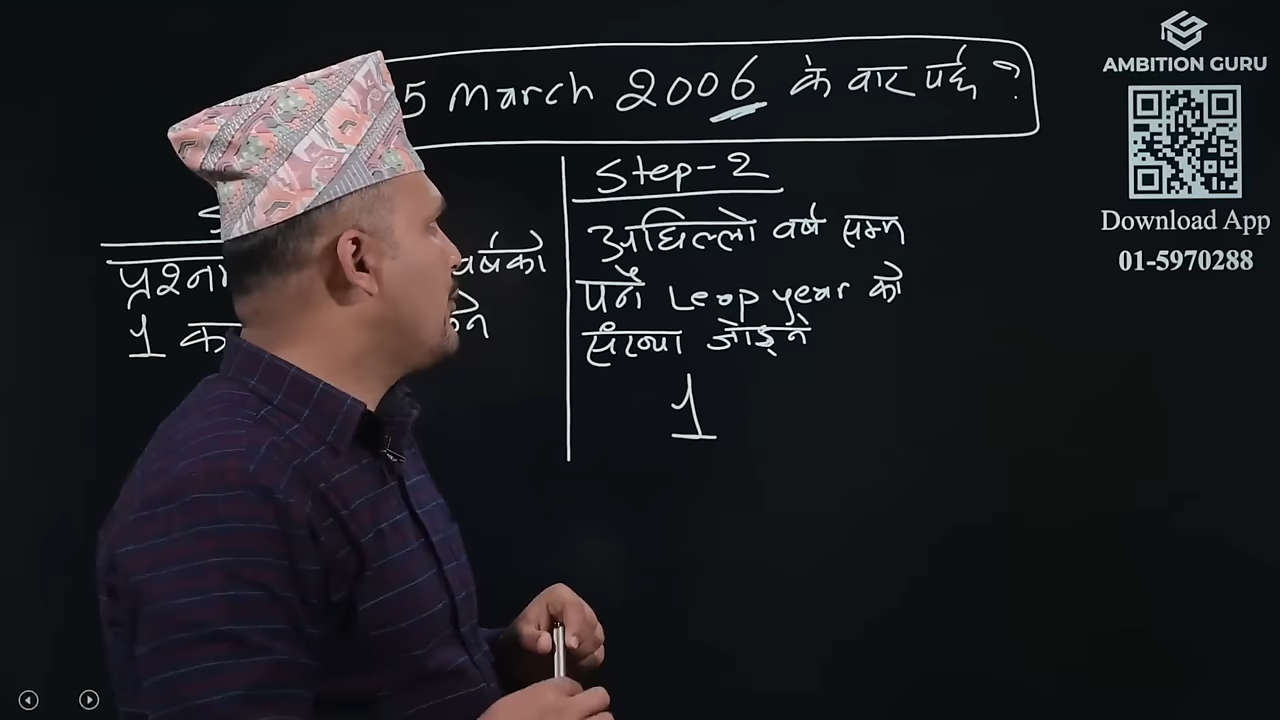 5 March 2006 के वार पर्छ ?
AMBITION GURU
Download App
01-5970288
वर्षको
1
Step-2
अघिल्लो वर्ष सम्म
पर्ने Leap year को
संख्या जोड्ने
1